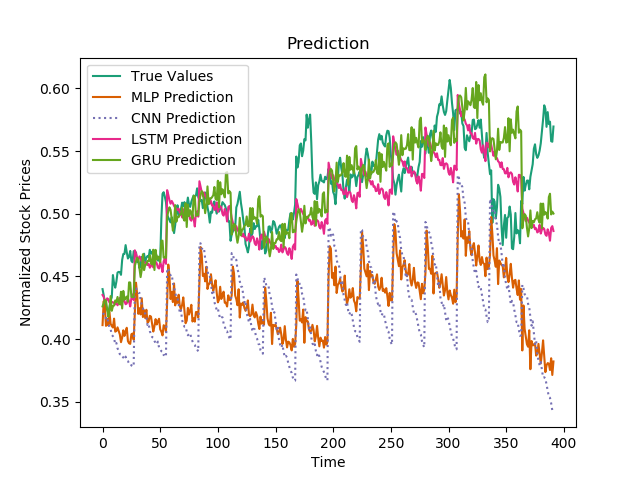 Prediction
True Values
MLP Prediction
CNN Prediction
LSTM Prediction
GRU Prediction
Normalized Stock Prices
0.60
0.55
0.50
0.45
0.40
0.35
0 50 100 150 200 250 300 350 400
Time